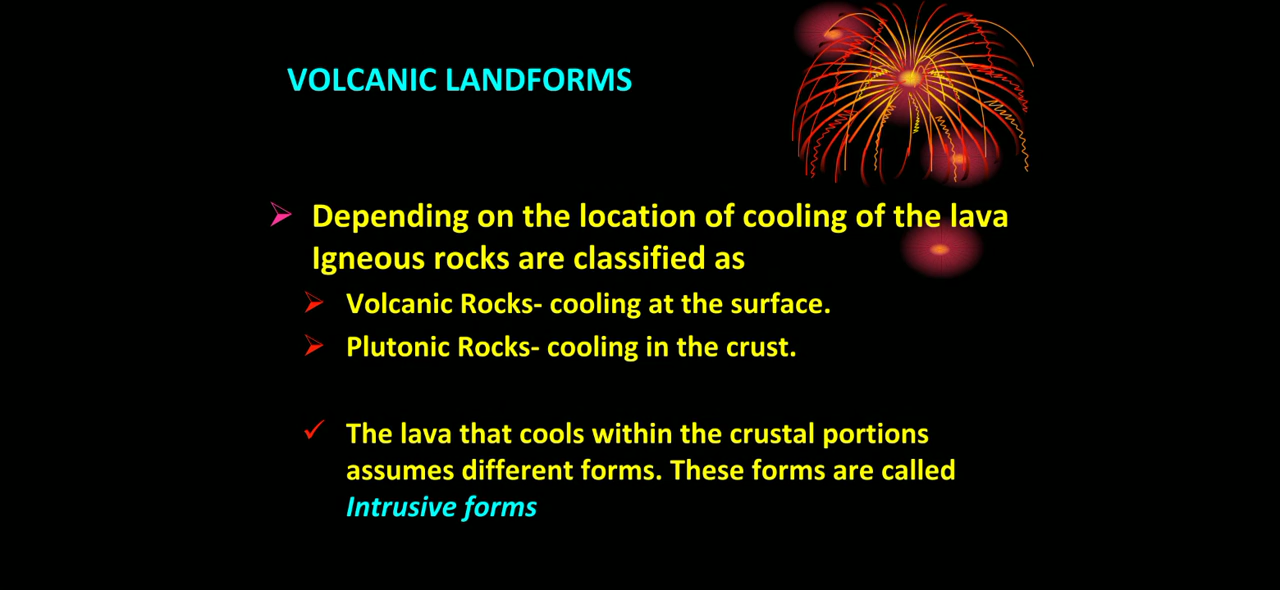 VOLCANIC LANDFORMS
Depending on the location of cooling of the lava
Igneous rocks are classified as
Volcanic Rocks- cooling at the surface.
Plutonic Rocks- cooling in the crust.
The lava that cools within the crustal portions
assumes different forms. These forms are called
Intrusive forms